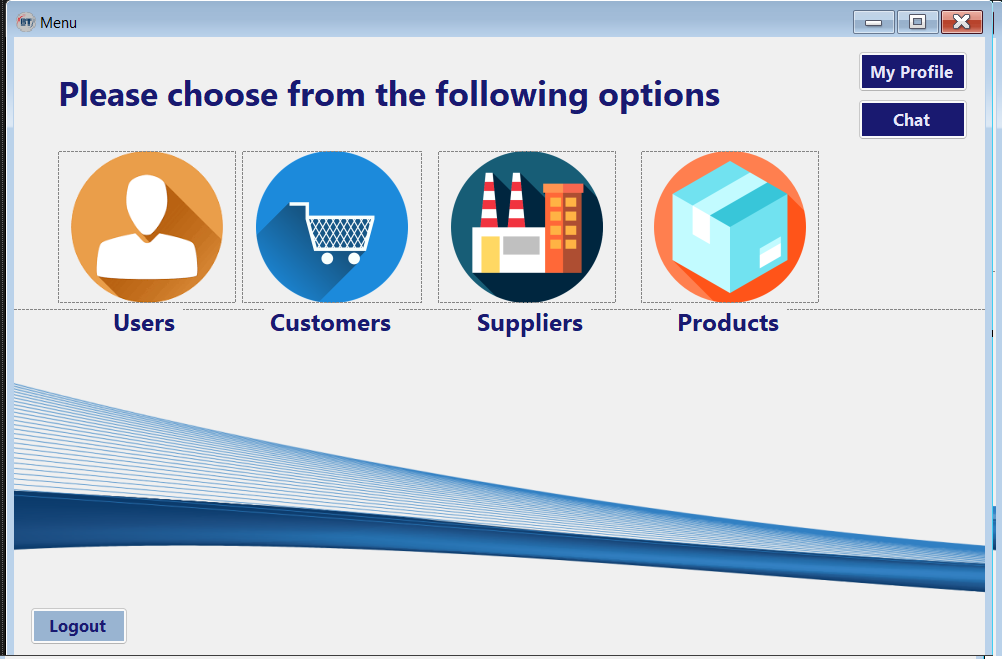 Menu
My Profile
Please choose from the following options
Chat
Users
Customers
Suppliers
Products
Logout